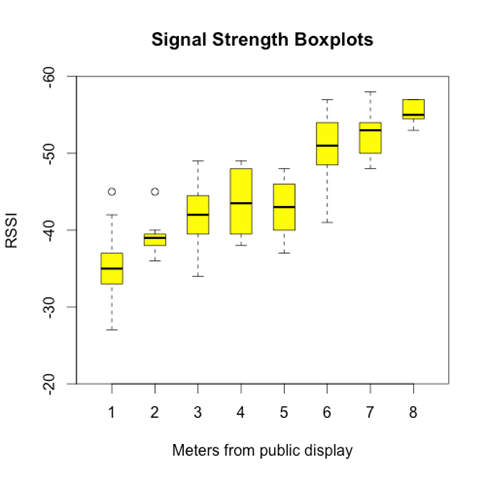 Signal Strength Boxplots
-60
-50
-40
-30
-20
RSSI
1 2 3 4 5 6 7 8
Meters from public display